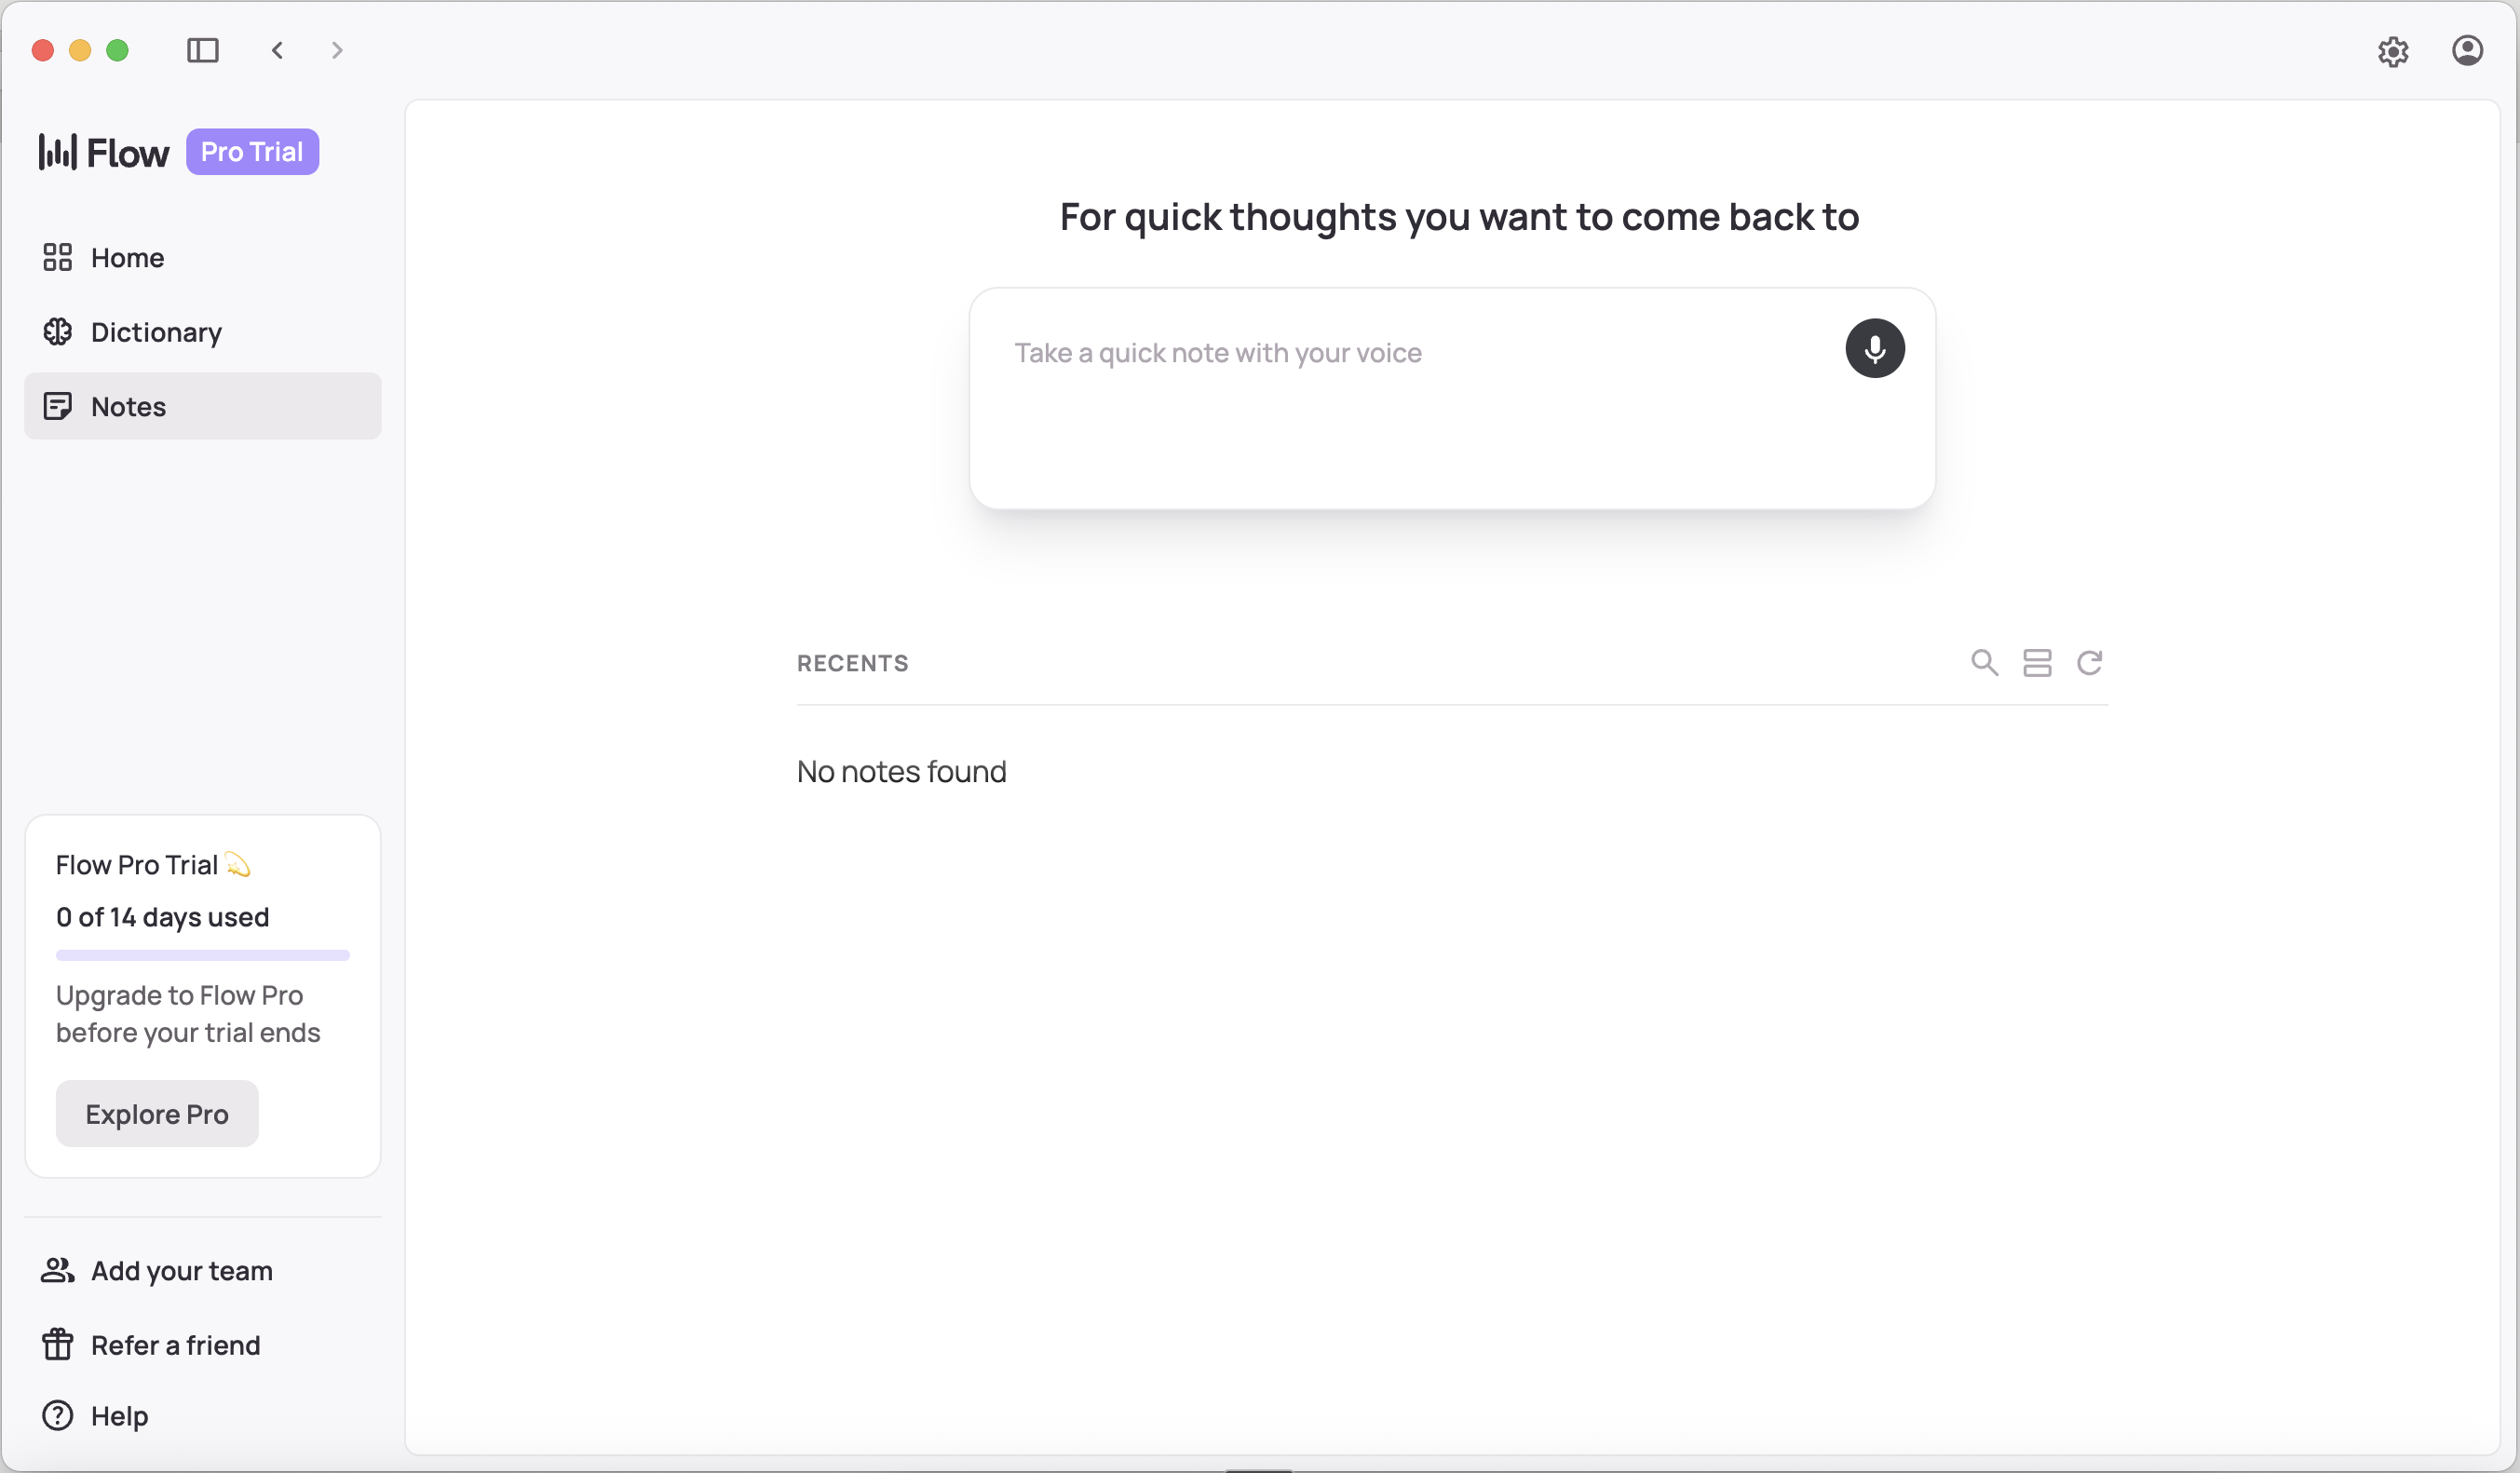 Flow Pro Trial
Home
Dictionary
Notes
Flow Pro Trial 💫
0 of 14 days used
Upgrade to Flow Pro
before your trial ends
Explore Pro
Add your team
Refer a friend
Help
For quick thoughts you want to come back to
Take a quick note with your voice
RECENTS
No notes found